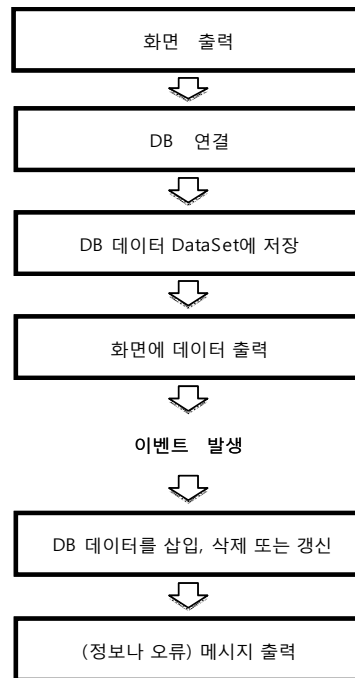 화면 출력
DB 연결
DB 데이터 DataSet에 저장
화면에 데이터 출력
이벤트 발생
DB 데이터를 삽입, 삭제 또는 갱신
(정보나 오류) 메시지 출력